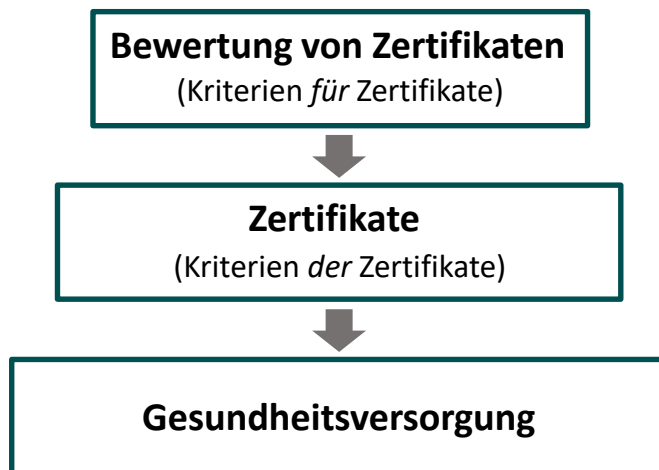 Bewertung von Zertifikaten
(Kriterien für Zertifikate)
Zertifikate
(Kriterien der Zertifikate)
Gesundheitsversorgung